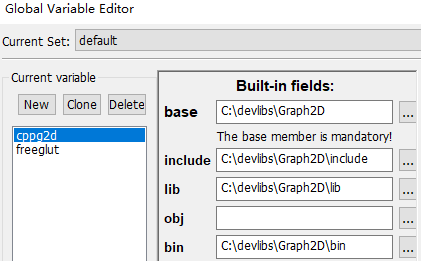 Global Variable Editor
Current Set: default
Current variable
New Clone Delete
cppg2d
freeglut
Built-in fields:
base C:\devlibs\Graph2D ...
The base member is mandatory!
include C:\devlibs\Graph2D\include ...
lib C:\devlibs\Graph2D\lib ...
obj ...
bin C:\devlibs\Graph2D\bin ...